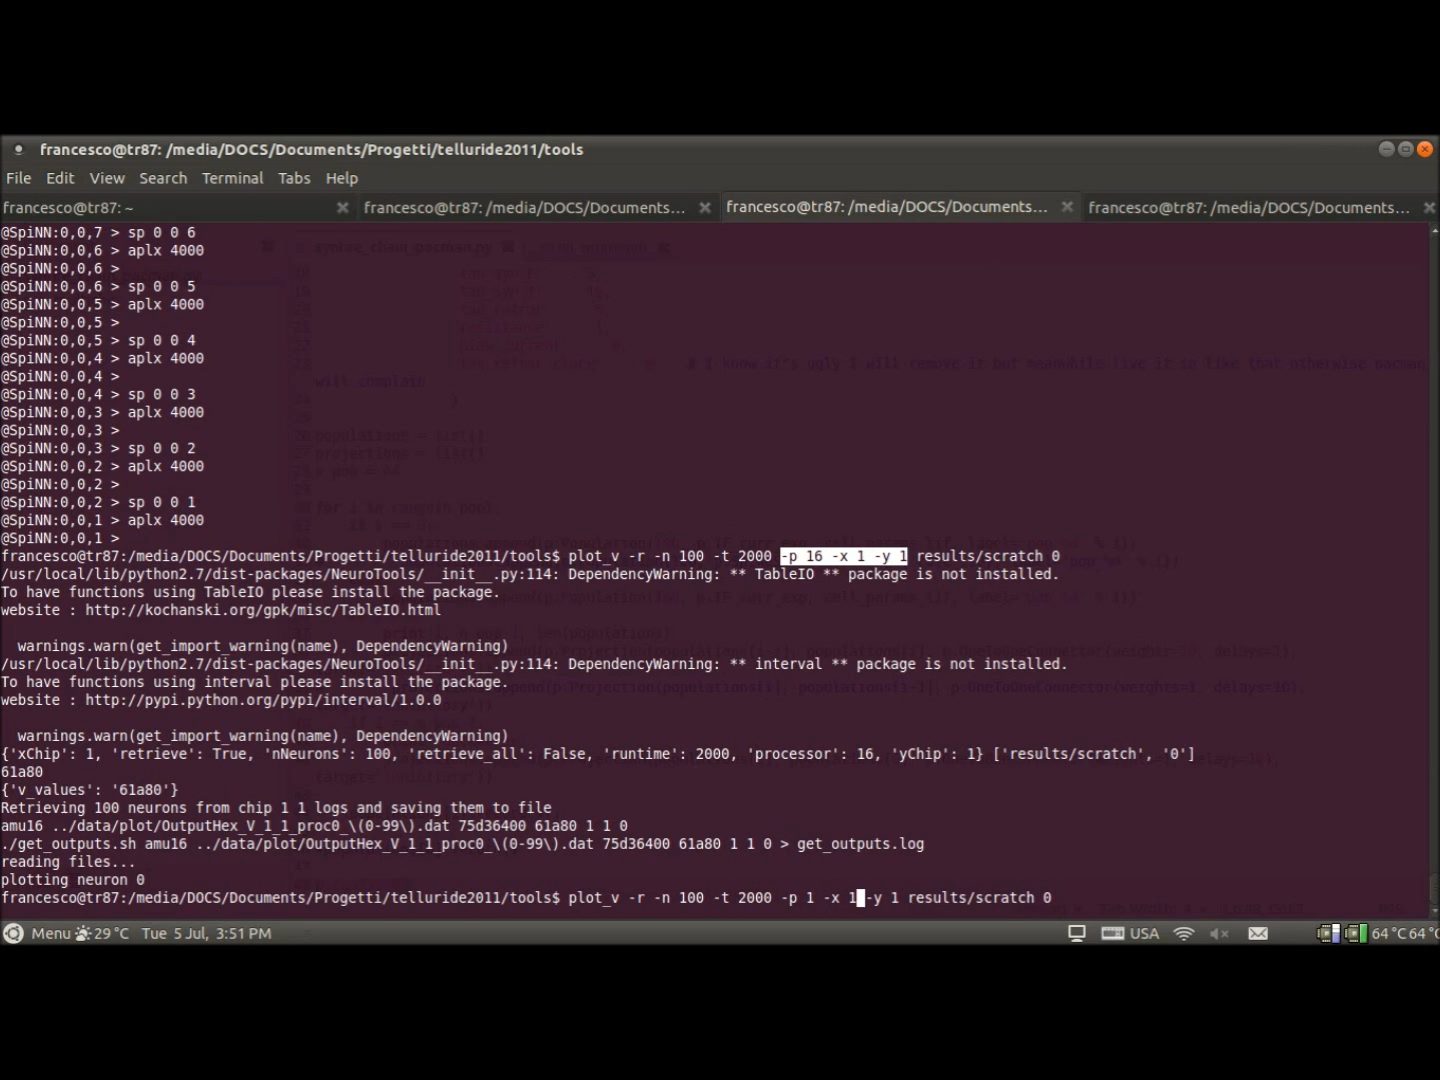 francesco@tr87: /media/DOCS/Documents/Progetti/telluride2011/tools
File Edit View Search Terminal Tabs Help
francesco@tr87: ~ francesco@tr87: /media/DOCS/Documents... francesco@tr87: /media/DOCS/Documents... francesco@tr87: /media/DOCS/Documents...
@SpiNN:0,0,7 > sp 0 0 6
@SpiNN:0,0,6 > aplx 4000
@SpiNN:0,0,6 >
@SpiNN:0,0,6 > sp 0 0 5
@SpiNN:0,0,5 > aplx 4000
@SpiNN:0,0,5 >
@SpiNN:0,0,5 > sp 0 0 4
@SpiNN:0,0,4 > aplx 4000
@SpiNN:0,0,4 >
@SpiNN:0,0,4 > sp 0 0 3
@SpiNN:0,0,3 > aplx 4000
@SpiNN:0,0,3 >
@SpiNN:0,0,3 > sp 0 0 2
@SpiNN:0,0,2 > aplx 4000
@SpiNN:0,0,2 >
@SpiNN:0,0,2 > sp 0 0 1
@SpiNN:0,0,1 > aplx 4000
@SpiNN:0,0,1 >
francesco@tr87:/media/DOCS/Documents/Progetti/telluride2011/tools$ plot_v -r -n 100 -t 2000 -p 16 -x 1 -y 1 results/scratch 0
/usr/local/lib/python2.7/dist-packages/NeuroTools/__init__.py:114: DependencyWarning: ** TableIO ** package is not installed.
To have functions using TableIO please install the package.
website : http://kochanski.org/gpk/misc/TableIO.html
warnings.warn(get_import_warning(name), DependencyWarning)
/usr/local/lib/python2.7/dist-packages/NeuroTools/__init__.py:114: DependencyWarning: ** interval ** package is not installed.
To have functions using interval please install the package.
website : http://pypi.python.org/pypi/interval/1.0.0
warnings.warn(get_import_warning(name), DependencyWarning)
{'xChip': 1, 'retrieve': True, 'nNeurons': 100, 'retrieve_all': False, 'runtime': 2000, 'processor': 16, 'yChip': 1} ['results/scratch', '0']
61a80
{'v_values': '61a80'}
Retrieving 100 neurons from chip 1 1 logs and saving them to file
amu16 ../data/plot/OutputHex_V_1_1_proc0_\(0-99\).dat 75d36400 61a80 1 1 0
./get_outputs.sh amu16 ../data/plot/OutputHex_V_1_1_proc0_\(0-99\).dat 75d36400 61a80 1 1 0 > get_outputs.log
reading files...
plotting neuron 0
francesco@tr87:/media/DOCS/Documents/Progetti/telluride2011/tools$ plot_v -r -n 100 -t 2000 -p 1 -x 1 -y 1 results/scratch 0
Menu 29 °C Tue 5 Jul, 3:51 PM USA 64 °C 64 °C